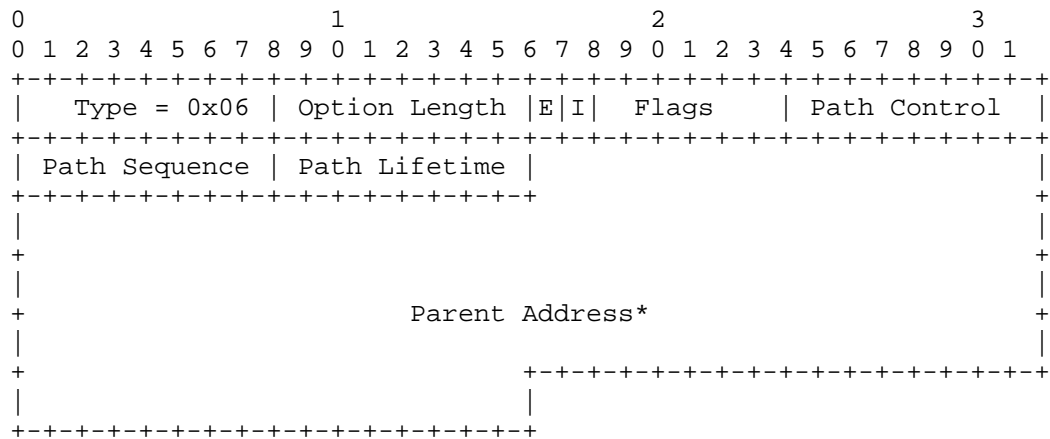 0                   1                   2                   3
0 1 2 3 4 5 6 7 8 9 0 1 2 3 4 5 6 7 8 9 0 1 2 3 4 5 6 7 8 9 0 1
+-+-+-+-+-+-+-+-+-+-+-+-+-+-+-+-+-+-+-+-+-+-+-+-+-+-+-+-+-+-+-+-+
|   Type = 0x06 | Option Length |E|I|  Flags    | Path Control  |
+-+-+-+-+-+-+-+-+-+-+-+-+-+-+-+-+-+-+-+-+-+-+-+-+-+-+-+-+-+-+-+-+
| Path Sequence | Path Lifetime |                               |
+-+-+-+-+-+-+-+-+-+-+-+-+-+-+-+-+                               +
|                                                               |
+                                                               +
|                                                               |
+                        Parent Address*                        +
|                                                               |
+                               +-+-+-+-+-+-+-+-+-+-+-+-+-+-+-+-+
|                               |
+-+-+-+-+-+-+-+-+-+-+-+-+-+-+-+-+